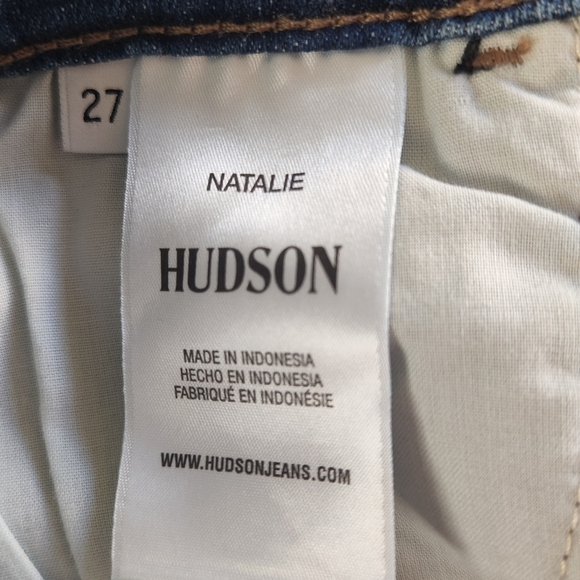 27
NATALIE
HUDSON
MADE IN INDONESIA
HECHO EN INDONESIA
FABRIQUÉ EN INDONÉSIE
WWW.HUDSONJEANS.COM